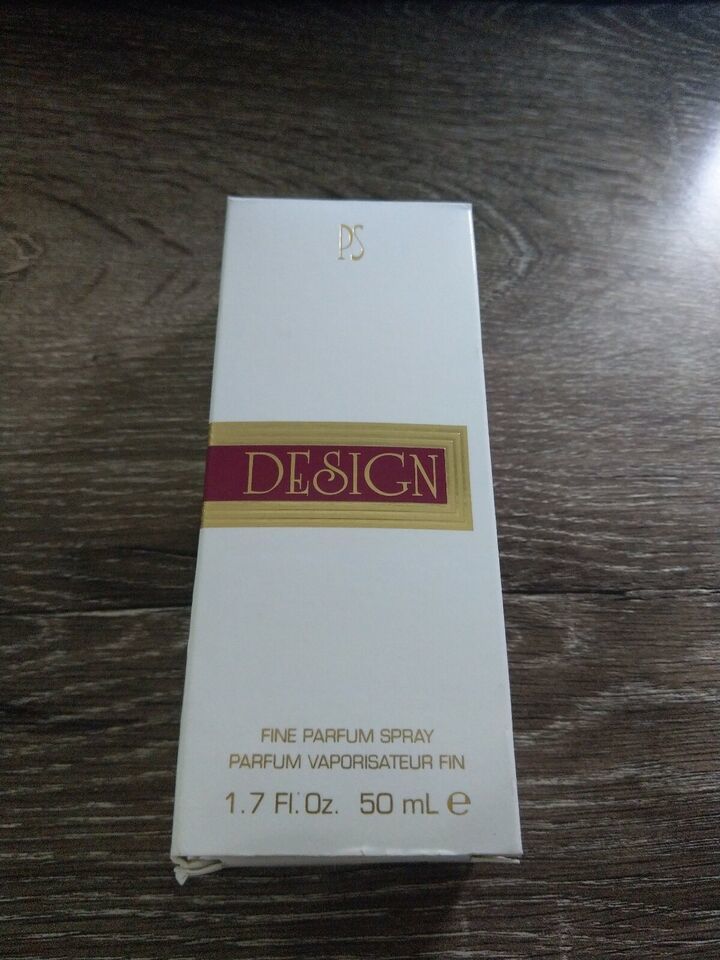 PS
DESIGN
FINE PARFUM SPRAY
PARFUM VAPORISATEUR FIN
1.7 Fl. Oz. 50 mL ℮